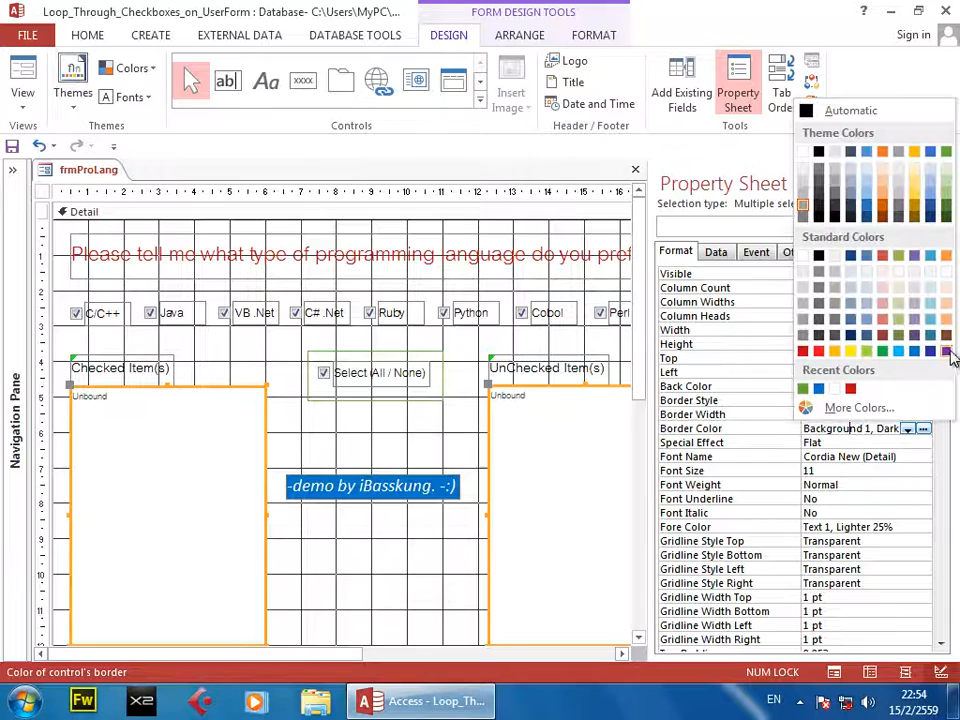 Loop_Through_Checkboxes_on_UserForm : Database- C:\Users\MyPC\...
FORM DESIGN TOOLS
?
FILE
HOME
CREATE
EXTERNAL DATA
DATABASE TOOLS
DESIGN
ARRANGE
FORMAT
Sign in
View
Themes
Colors
Fonts
ab|
Aa
XXXX
Insert
Image
Logo
Title
Date and Time
Add Existing
Fields
Property
Sheet
Tab
Views
Themes
Controls
Header / Footer
Tools
frmProLang
Detail
Please tell me what type of programming language do you pref
C/C++
Java
VB .Net
C# .Net
Ruby
Python
Cobol
Perl
Checked Item(s)
Select (All / None)
UnChecked Item(s)
Unbound
Unbound
-demo by iBasskung. -:)
Navigation Pane
Property Sheet
Selection type: Multiple sel
Format
Data
Event
Visible
Column Count
Column Widths
Column Heads
Width
Height
Top
Left
Back Color
Border Style
Border Width
Border Color
Background 1, Dark
Special Effect
Flat
Font Name
Cordia New (Detail)
Font Size
11
Font Weight
Normal
Font Underline
No
Font Italic
No
Fore Color
Text 1, Lighter 25%
Gridline Style Top
Transparent
Gridline Style Bottom
Transparent
Gridline Style Left
Transparent
Gridline Style Right
Transparent
Gridline Width Top
1 pt
Gridline Width Bottom
1 pt
Gridline Width Left
1 pt
Gridline Width Right
1 pt
Automatic
Theme Colors
Standard Colors
Recent Colors
More Colors...
Color of control's border
NUM LOCK
Fw
X2
Access - Loop_Th...
EN
22:54
15/2/2559